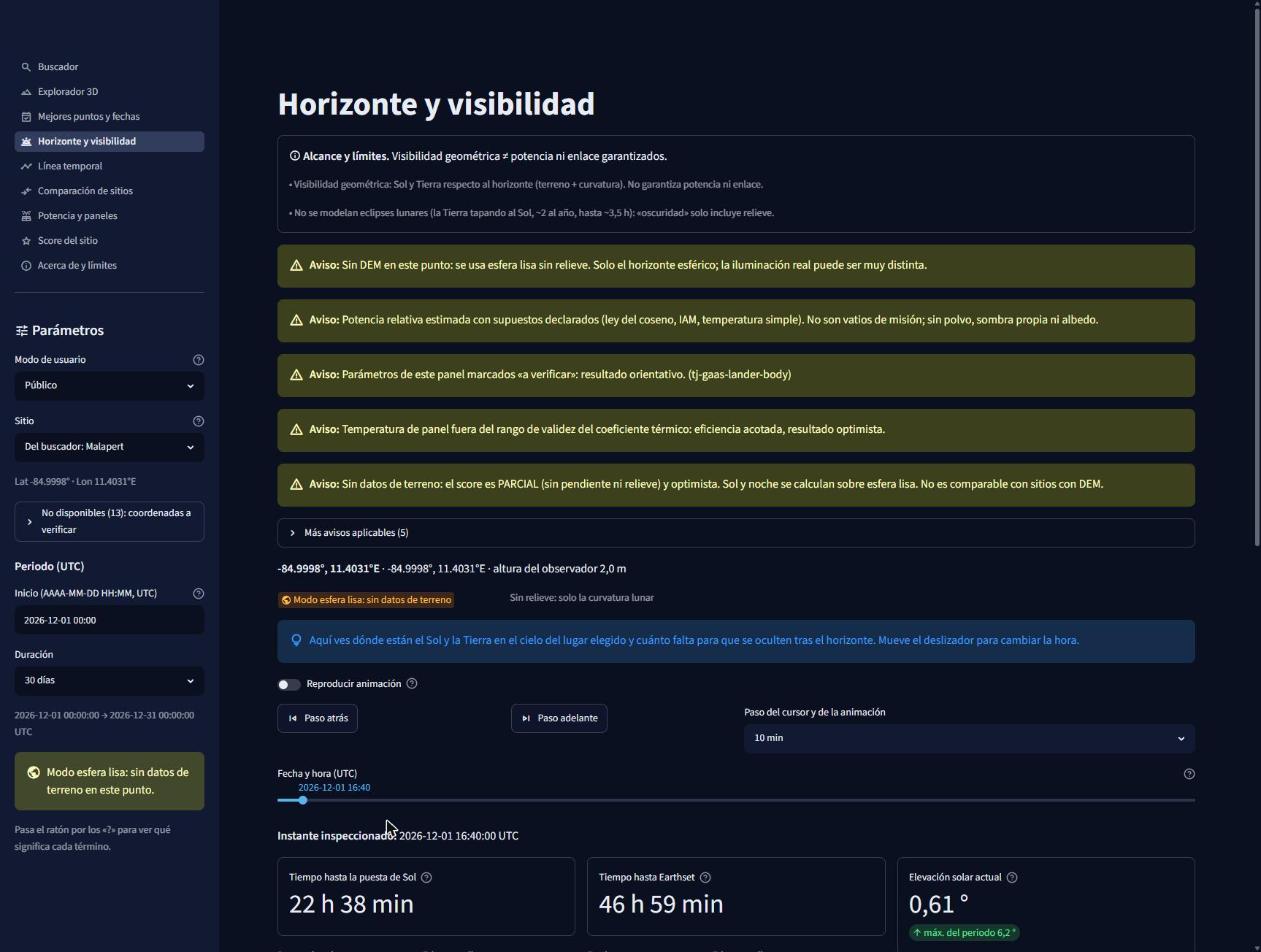 Buscador
Explorador 3D
Mejores puntos y fechas
Horizonte y visibilidad
Línea temporal
Comparación de sitios
Potencia y paneles
Score del sitio
Acerca de y límites
Parámetros
Modo de usuario
Público
Sitio
Del buscador: Malapert
Lat -84.9998° · Lon 11.4031°E
No disponibles (13): coordenadas a
verificar
Periodo (UTC)
Inicio (AAAA-MM-DD HH:MM, UTC)
2026-12-01 00:00
Duración
30 días
2026-12-01 00:00:00 → 2026-12-31 00:00:00
UTC
Modo esfera lisa: sin datos de
terreno en este punto.
Pasa el ratón por los «?» para ver qué
significa cada término.
Horizonte y visibilidad
Alcance y límites. Visibilidad geométrica ≠ potencia ni enlace garantizados.
• Visibilidad geométrica: Sol y Tierra respecto al horizonte (terreno + curvatura). No garantiza potencia ni enlace.
• No se modelan eclipses lunares (la Tierra tapando al Sol, ~2 al año, hasta ~3,5 h): «oscuridad» solo incluye relieve.
Aviso: Sin DEM en este punto: se usa esfera lisa sin relieve. Solo el horizonte esférico; la iluminación real puede ser muy distinta.
Aviso: Potencia relativa estimada con supuestos declarados (ley del coseno, IAM, temperatura simple). No son vatios de misión; sin polvo, sombra propia ni albedo.
Aviso: Parámetros de este panel marcados «a verificar»: resultado orientativo. (tj-gaas-lander-body)
Aviso: Temperatura de panel fuera del rango de validez del coeficiente térmico: eficiencia acotada, resultado optimista.
Aviso: Sin datos de terreno: el score es PARCIAL (sin pendiente ni relieve) y optimista. Sol y noche se calculan sobre esfera lisa. No es comparable con sitios con DEM.
Más avisos aplicables (5)
-84.9998°, 11.4031°E · -84.9998°, 11.4031°E · altura del observador 2,0 m
Modo esfera lisa: sin datos de terreno
Sin relieve: solo la curvatura lunar
Aquí ves dónde están el Sol y la Tierra en el cielo del lugar elegido y cuánto falta para que se oculten tras el horizonte. Mueve el deslizador para cambiar la hora.
Reproducir animación
Paso atrás
Paso adelante
Paso del cursor y de la animación
10 min
Fecha y hora (UTC)
2026-12-01 16:40
Instante inspeccionado: 2026-12-01 16:40:00 UTC
Tiempo hasta la puesta de Sol
22 h 38 min
Tiempo hasta Earthset
46 h 59 min
Elevación solar actual
0,61 °
↑ máx. del periodo 6,2 °